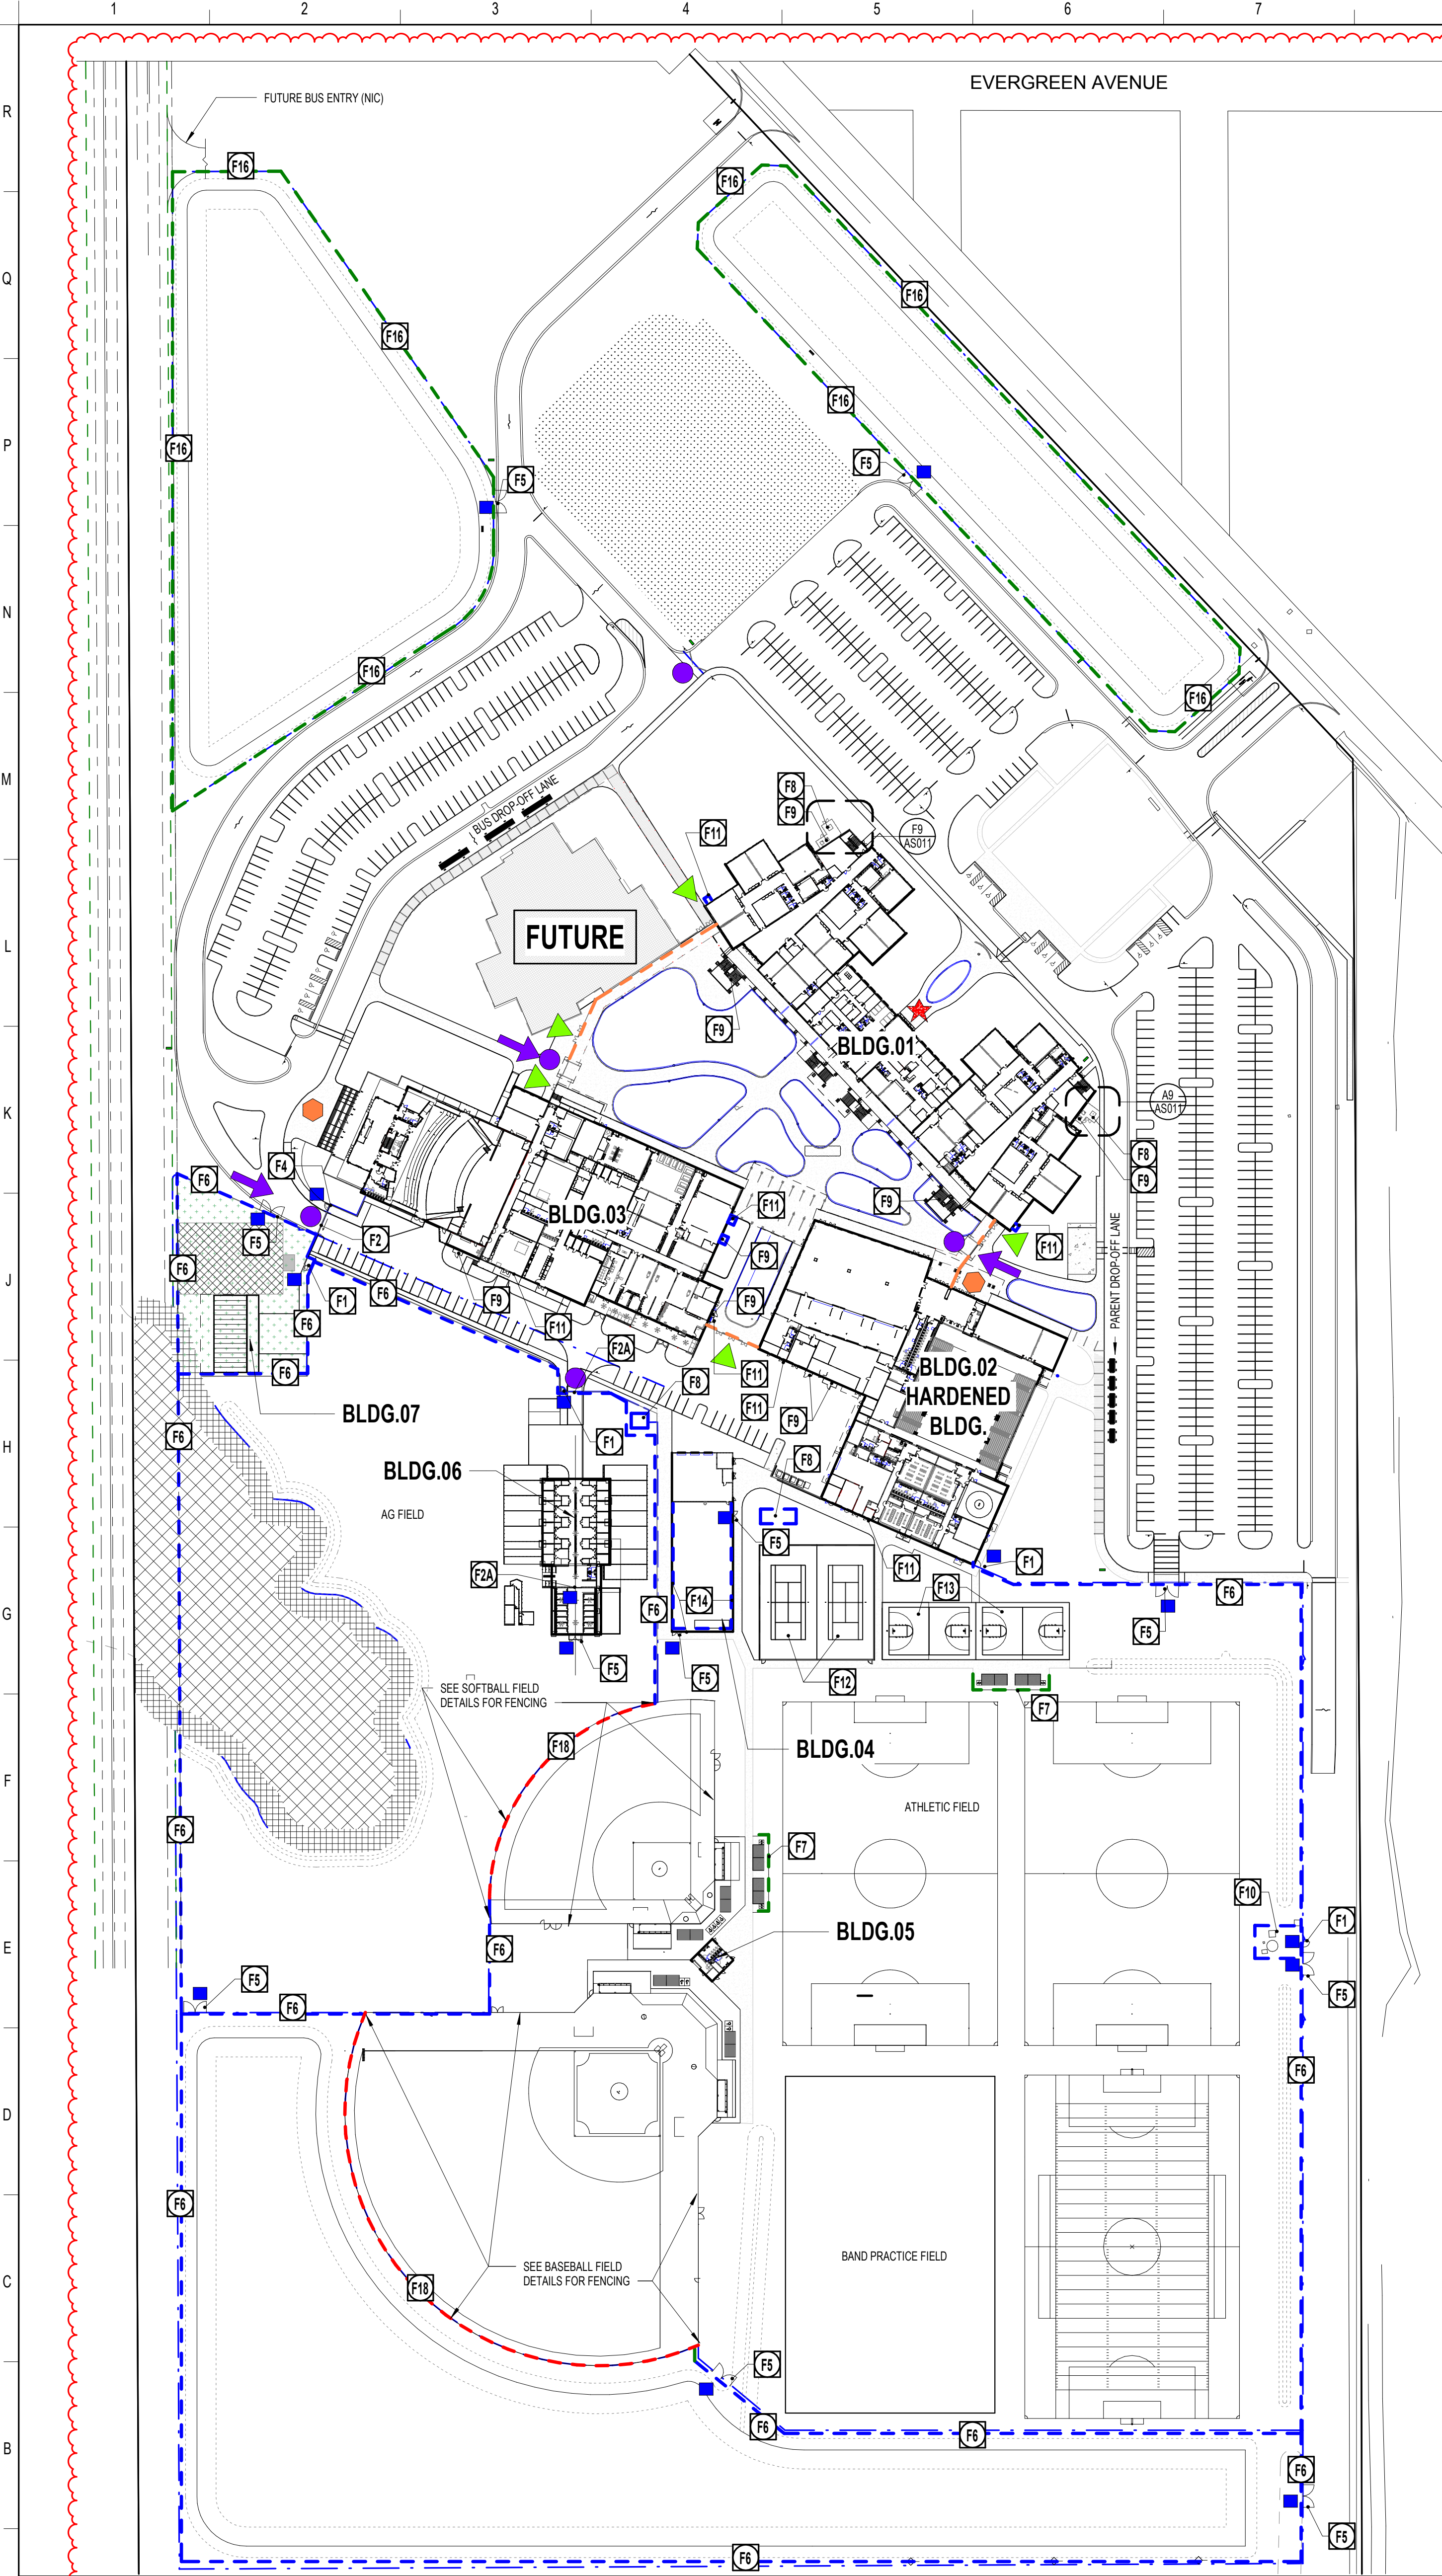 1 2 3 4 5 6 7
EVERGREEN AVENUE
R
FUTURE BUS ENTRY (NIC)
F16
F16
Q
F16
F16
F16
P
F16
F5
F5
N
F16
F16
M
F8
BUS DROP-OFF LANE
F9
F11
F9
AS011
L
FUTURE
F9
BLDG.01
K
A9
AS011
F8
F4
F6
F9
F9
BLDG.03
F11
F2
F5
F11
F9
J
F6
PARENT DROP-OFF LANE
F6
F1
F9
F9
F6
F11
F2A
BLDG.02
HARDENED
BLDG.
F6
F11
F8
BLDG.07
F11
F9
F6
H
F1
F8
BLDG.06
AG FIELD
F5
F1
F11
F2A
F13
F6
G
F14
F6
F5
F5
F5
F12
SEE SOFTBALL FIELD
DETAILS FOR FENCING
F7
F18
BLDG.04
F
ATHLETIC FIELD
F6
F7
F10
F1
BLDG.05
E
F6
F5
F5
F6
F6
D
F6
C
BAND PRACTICE FIELD
SEE BASEBALL FIELD
DETAILS FOR FENCING
F18
F5
F6
F6
B
F6
F5
F6